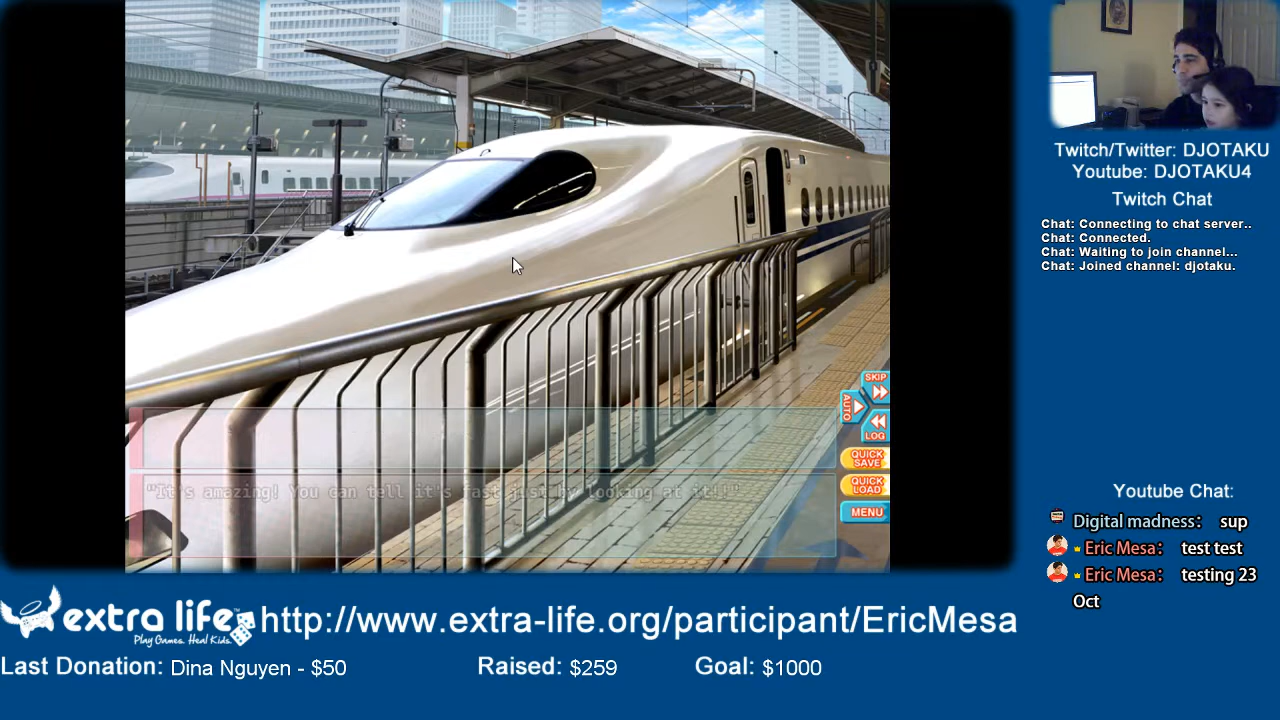 Twitch/Twitter: DJOTAKU
Youtube: DJOTAKU4
Twitch Chat
Chat: Connecting to chat server..
Chat: Connected.
Chat: Waiting to join channel...
Chat: Joined channel: djotaku.
SKIP
AUTO
LOG
QUICK
SAVE
QUICK
LOAD
MENU
"It's amazing! You can tell it's fast just by looking at it!!"
Youtube Chat:
Digital madness: sup
Eric Mesa: test test
Eric Mesa: testing 23
Oct
extra life
Play Games. Heal Kids.
http://www.extra-life.org/participant/EricMesa
Last Donation: Dina Nguyen - $50
Raised: $259
Goal: $1000